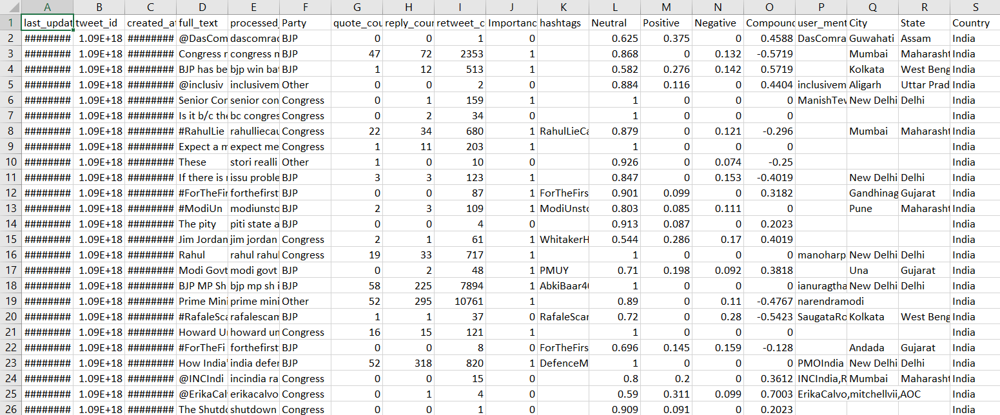 A B C D E F G H I J K L M N O P Q R S
1 last_updat tweet_id created_at full_text processed_ Party quote_cou reply_coun retweet_c Importanc hashtags Neutral Positive Negative Compound user_ment City State Country
2 ######## 1.09E+18 ######## @DasCom dascomrad BJP 0 0 1 0 0.625 0.375 0 0.4588 DasComra Guwahati Assam India
3 ######## 1.09E+18 ######## Congress r congress n BJP 47 72 2353 1 0.868 0 0.132 -0.5719 Mumbai Maharasht India
4 ######## 1.09E+18 ######## BJP has be bjp win bat BJP 1 12 513 1 0.582 0.276 0.142 0.5719 Kolkata West Beng India
5 ######## 1.09E+18 ######## @inclusiv inclusivem Other 0 0 2 0 0.884 0.116 0 0.4404 inclusivem Aligarh Uttar Prad India
6 ######## 1.09E+18 ######## Senior Cor senior con Congress 0 1 159 1 1 0 0 0 ManishTev New Delhi Delhi India
7 ######## 1.09E+18 ######## Is it b/c the bc congres Congress 0 2 34 0 1 0 0 0 India
8 ######## 1.09E+18 ######## #RahulLie rahulliecau Congress 22 34 680 1 RahulLieCa 0.879 0 0.121 -0.296 Mumbai Maharasht India
9 ######## 1.09E+18 ######## Expect a m expect me Congress 1 11 203 1 1 0 0 0 India
10 ######## 1.09E+18 ######## These stori realli Other 1 0 10 0 0.926 0 0.074 -0.25 India
11 ######## 1.09E+18 ######## If there is i issu proble BJP 3 3 123 1 0.847 0 0.153 -0.4019 New Delhi Delhi India
12 ######## 1.09E+18 ######## #ForTheFir forthefirst BJP 0 0 87 1 ForTheFirs 0.901 0.099 0 0.3182 Gandhinag Gujarat India
13 ######## 1.09E+18 ######## #ModiUn modiunsto BJP 2 3 109 1 ModiUnsto 0.803 0.085 0.111 0 Pune Maharasht India
14 ######## 1.09E+18 ######## The pity piti state a BJP 0 0 4 0 0.913 0.087 0 0.2023 India
15 ######## 1.09E+18 ######## Jim Jordan jim jordan Congress 2 1 61 1 WhitakerH 0.544 0.286 0.17 0.4019 India
16 ######## 1.09E+18 ######## Rahul rahul rahul Congress 19 33 717 1 1 0 0 0 manoharp New Delhi Delhi India
17 ######## 1.09E+18 ######## Modi Govt modi govt BJP 0 2 48 1 PMUY 0.71 0.198 0.092 0.3818 Una Gujarat India
18 ######## 1.09E+18 ######## BJP MP Sh bjp mp sh i BJP 58 225 7894 1 AbkiBaar40 1 0 0 0 ianuragtha New Delhi Delhi India
19 ######## 1.09E+18 ######## Prime Mini prime mini Other 52 295 10761 1 0.89 0 0.11 -0.4767 narendramodi India
20 ######## 1.09E+18 ######## #RafaleSca rafalescam BJP 1 1 37 0 RafaleScar 0.72 0 0.28 -0.5423 SaugataRo Kolkata West Beng India
21 ######## 1.09E+18 ######## Howard Ur howard un Congress 16 15 121 1 1 0 0 0 India
22 ######## 1.09E+18 ######## #ForTheFi forthefirst BJP 0 0 8 0 ForTheFirs 0.696 0.145 0.159 -0.128 Andada Gujarat India
23 ######## 1.09E+18 ######## How India' india defen BJP 52 318 820 1 DefenceM 1 0 0 0 PMOIndia New Delhi Delhi India
24 ######## 1.09E+18 ######## @INCIndi incindia ra Congress 0 0 15 0 0.8 0.2 0 0.3612 INCIndia,R Mumbai Maharasht India
25 ######## 1.09E+18 ######## @ErikaCal erikacalvo Congress 0 1 4 0 0.59 0.311 0.099 0.7003 ErikaCalvo,mitchellvii,AOC India
26 ######## 1.09E+18 ######## The Shutdo shutdown Congress 0 0 1 0 0.909 0.091 0 0.2023 India